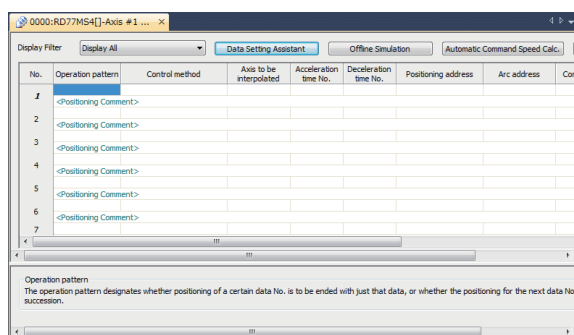 0000:RD77MS4[]-Axis #1 ...
Display Filter Display All Data Setting Assistant Offline Simulation Automatic Command Speed Calc.
No. Operation pattern Control method Axis to be interpolated Acceleration time No. Deceleration time No. Positioning address Arc address
1
<Positioning Comment>
2
<Positioning Comment>
3
<Positioning Comment>
4
<Positioning Comment>
5
<Positioning Comment>
6
<Positioning Comment>
7
Operation pattern
The operation pattern designates whether positioning of a certain data No. is to be ended with just that data, or whether the positioning for the next data No
succession.